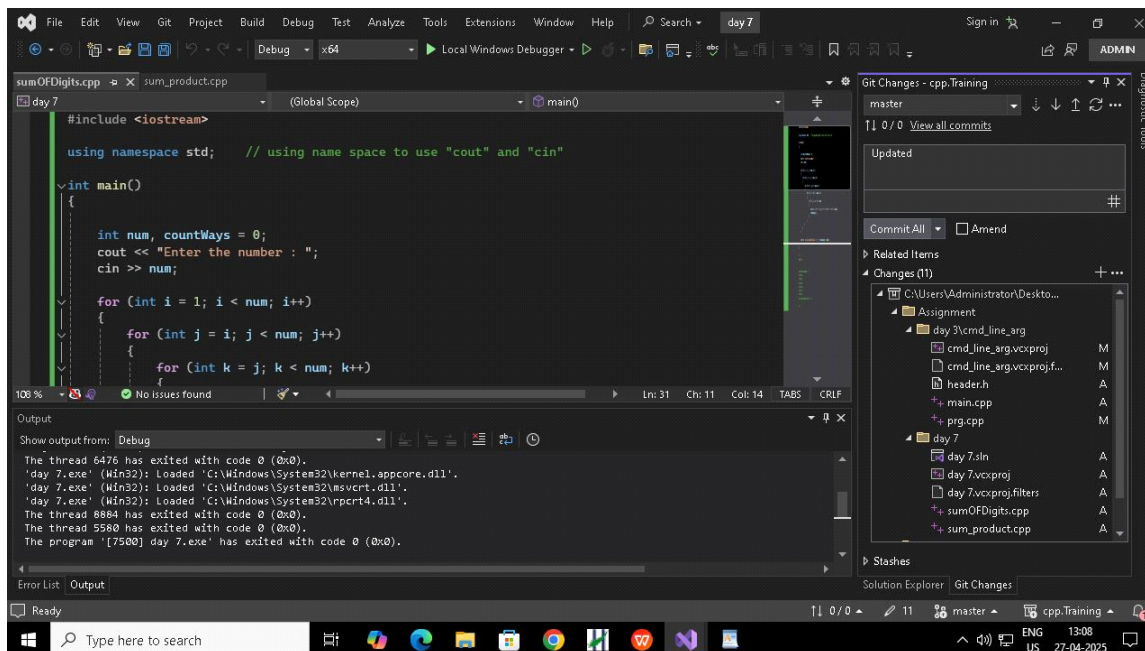 File Edit View Git Project Build Debug Test Analyze Tools Extensions Window Help Search day 7 Sign in
Debug x64 Local Windows Debugger ADMIN
sumOFDigits.cpp sum_product.cpp
day 7 (Global Scope) main()
#include <iostream>
using namespace std; // using name space to use "cout" and "cin"
int main()
{
int num, countWays = 0;
cout << "Enter the number : ";
cin >> num;
for (int i = 1; i < num; i++)
{
for (int j = i; j < num; j++)
{
for (int k = j; k < num; k++)
{
108 % No issues found Ln: 31 Ch: 11 Col: 14 TABS CRLF
Output
Show output from: Debug
The thread 6476 has exited with code 0 (0x0).
'day 7.exe' (Win32): Loaded 'C:\Windows\System32\kernel.appcore.dll'.
'day 7.exe' (Win32): Loaded 'C:\Windows\System32\msvcrt.dll'.
'day 7.exe' (Win32): Loaded 'C:\Windows\System32\rpcrt4.dll'.
The thread 8884 has exited with code 0 (0x0).
The thread 5580 has exited with code 0 (0x0).
The program '[7500] day 7.exe' has exited with code 0 (0x0).
Error List Output
Git Changes - cpp.Training
master
0 / 0 View all commits
Updated
Commit All Amend
Related Items
Changes (11)
C:\Users\Administrator\Deskto...
Assignment
day 3\cmd_line_arg
cmd_line_arg.vcxproj M
cmd_line_arg.vcxproj.f... M
header.h A
main.cpp A
prg.cpp M
day 7
day 7.sln A
day 7.vcxproj A
day 7.vcxproj.filters A
sumOFDigits.cpp A
sum_product.cpp A
Stashes
Solution Explorer Git Changes
Diagnostic Tools
Ready 0 / 0 11 master cpp.Training
Type here to search ENG 13:08
US 27-04-2025